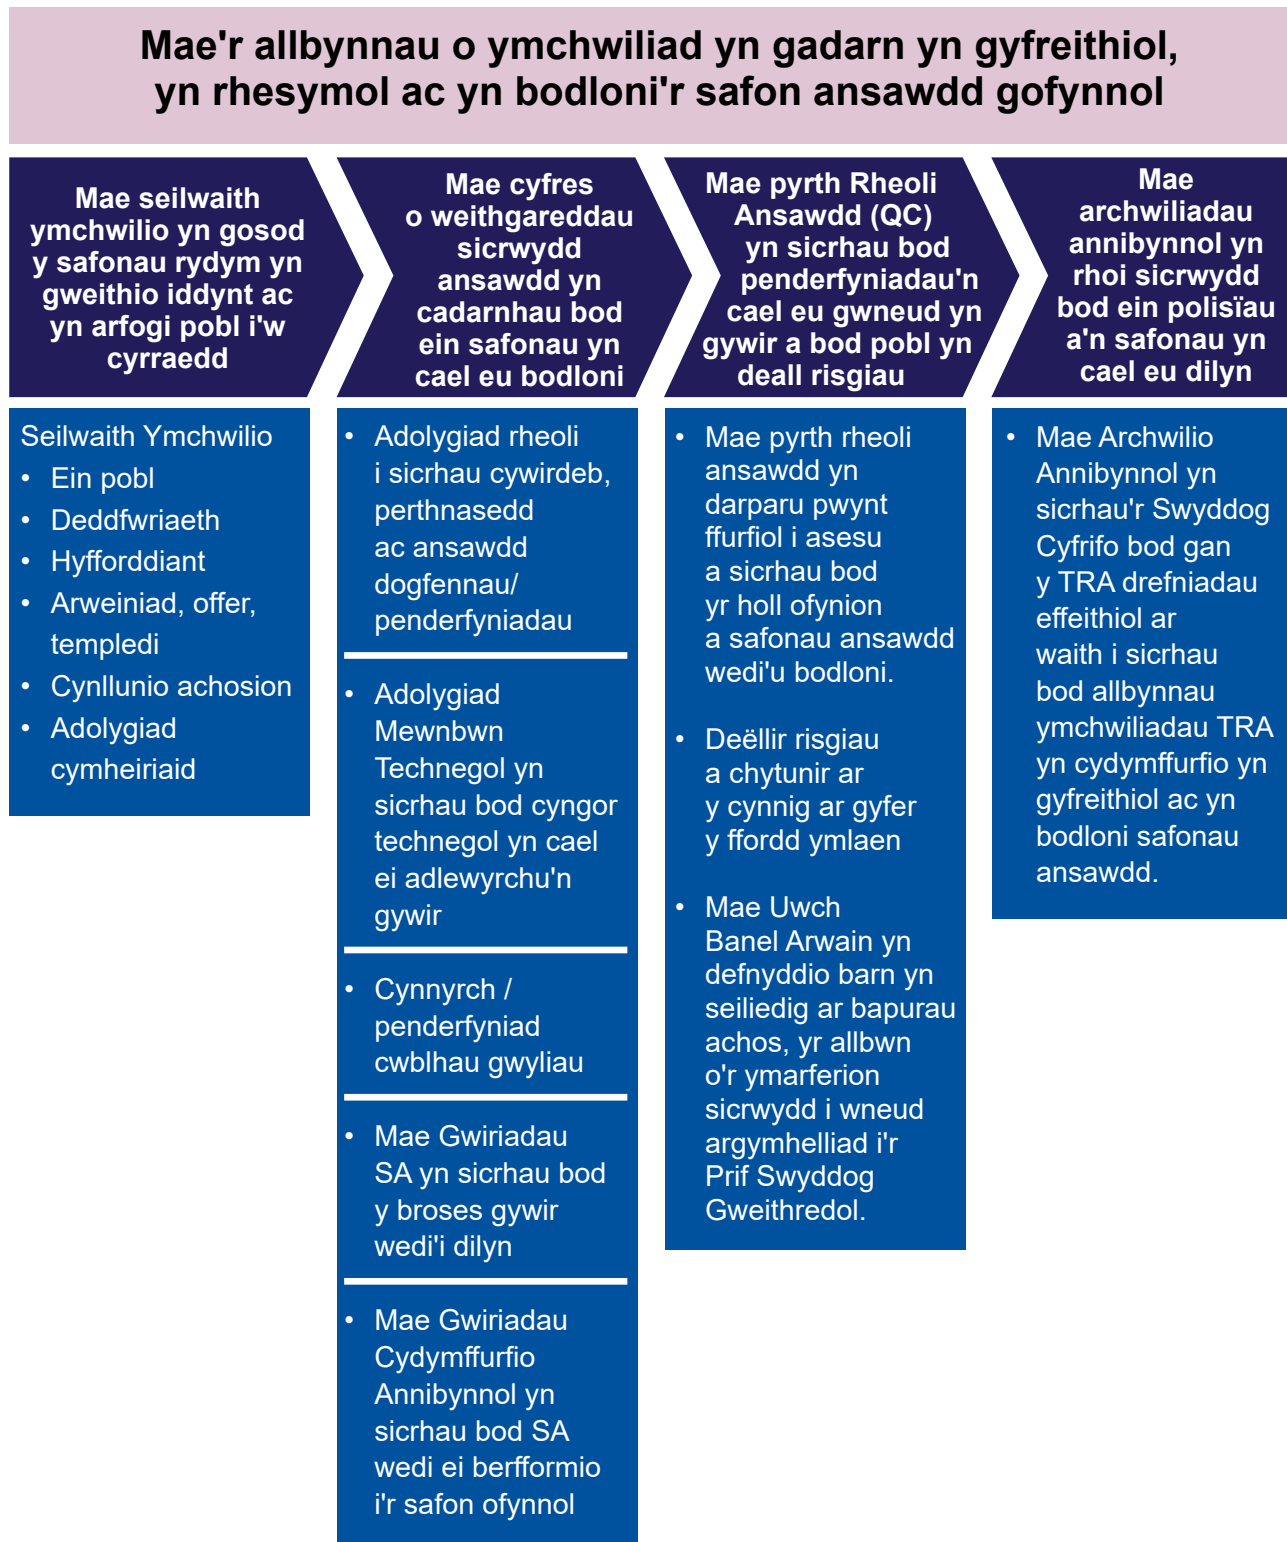 Mae'r allbynnau o ymchwiliad yn gadarn yn gyfreithiol,
yn rhesymol ac yn bodloni'r safon ansawdd gofynnol
Mae seilwaith
ymchwilio yn gosod
y safonau rydym yn
gweithio iddynt ac
yn arfogi pobl i'w
cyrraedd
Seilwaith Ymchwilio
• Ein pobl
• Deddfwriaeth
• Hyfforddiant
• Arweiniad, offer,
templedi
• Cynllunio achosion
• Adolygiad
cymheiriaid
Mae cyfres
o weithgareddau
sicrwydd
ansawdd yn
cadarnhau bod
ein safonau yn
cael eu bodloni
• Adolygiad rheoli
i sicrhau cywirdeb,
perthnasedd
ac ansawdd
dogfennau/
penderfyniadau
• Adolygiad
Mewnbwn
Technegol yn
sicrhau bod cyngor
technegol yn cael
ei adlewyrchu'n
gywir
• Cynnyrch /
penderfyniad
cwblhau gwyliau
• Mae Gwiriadau
SA yn sicrhau bod
y broses gywir
wedi'i dilyn
• Mae Gwiriadau
Cydymffurfio
Annibynnol yn
sicrhau bod SA
wedi ei berfformio
i'r safon ofynnol
Mae pyrth Rheoli
Ansawdd (QC)
yn sicrhau bod
penderfyniadau'n
cael eu gwneud yn
gywir a bod pobl yn
deall risgiau
• Mae pyrth rheoli
ansawdd yn
darparu pwynt
ffurfiol i asesu
a sicrhau bod
yr holl ofynion
a safonau ansawdd
wedi'u bodloni.
• Deëllir risgiau
a chytunir ar
y cynnig ar gyfer
y ffordd ymlaen
• Mae Uwch
Banel Arwain yn
defnyddio barn yn
seiliedig ar bapurau
achos, yr allbwn
o'r ymarferion
sicrwydd i wneud
argymhelliad i'r
Prif Swyddog
Gweithredol.
Mae
archwiliadau
annibynnol yn
rhoi sicrwydd
bod ein polisïau
a'n safonau yn
cael eu dilyn
• Mae Archwilio
Annibynnol yn
sicrhau'r Swyddog
Cyfrifo bod gan
y TRA drefniadau
effeithiol ar
waith i sicrhau
bod allbynnau
ymchwiliadau TRA
yn cydymffurfio yn
gyfreithiol ac yn
bodloni safonau
ansawdd.